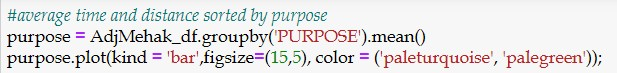 #average time and distance sorted by purpose
purpose = AdjMehak_df.groupby('PURPOSE').mean()
purpose.plot(kind = 'bar',figsize=(15,5), color = ('paleturquoise', 'palegreen'));